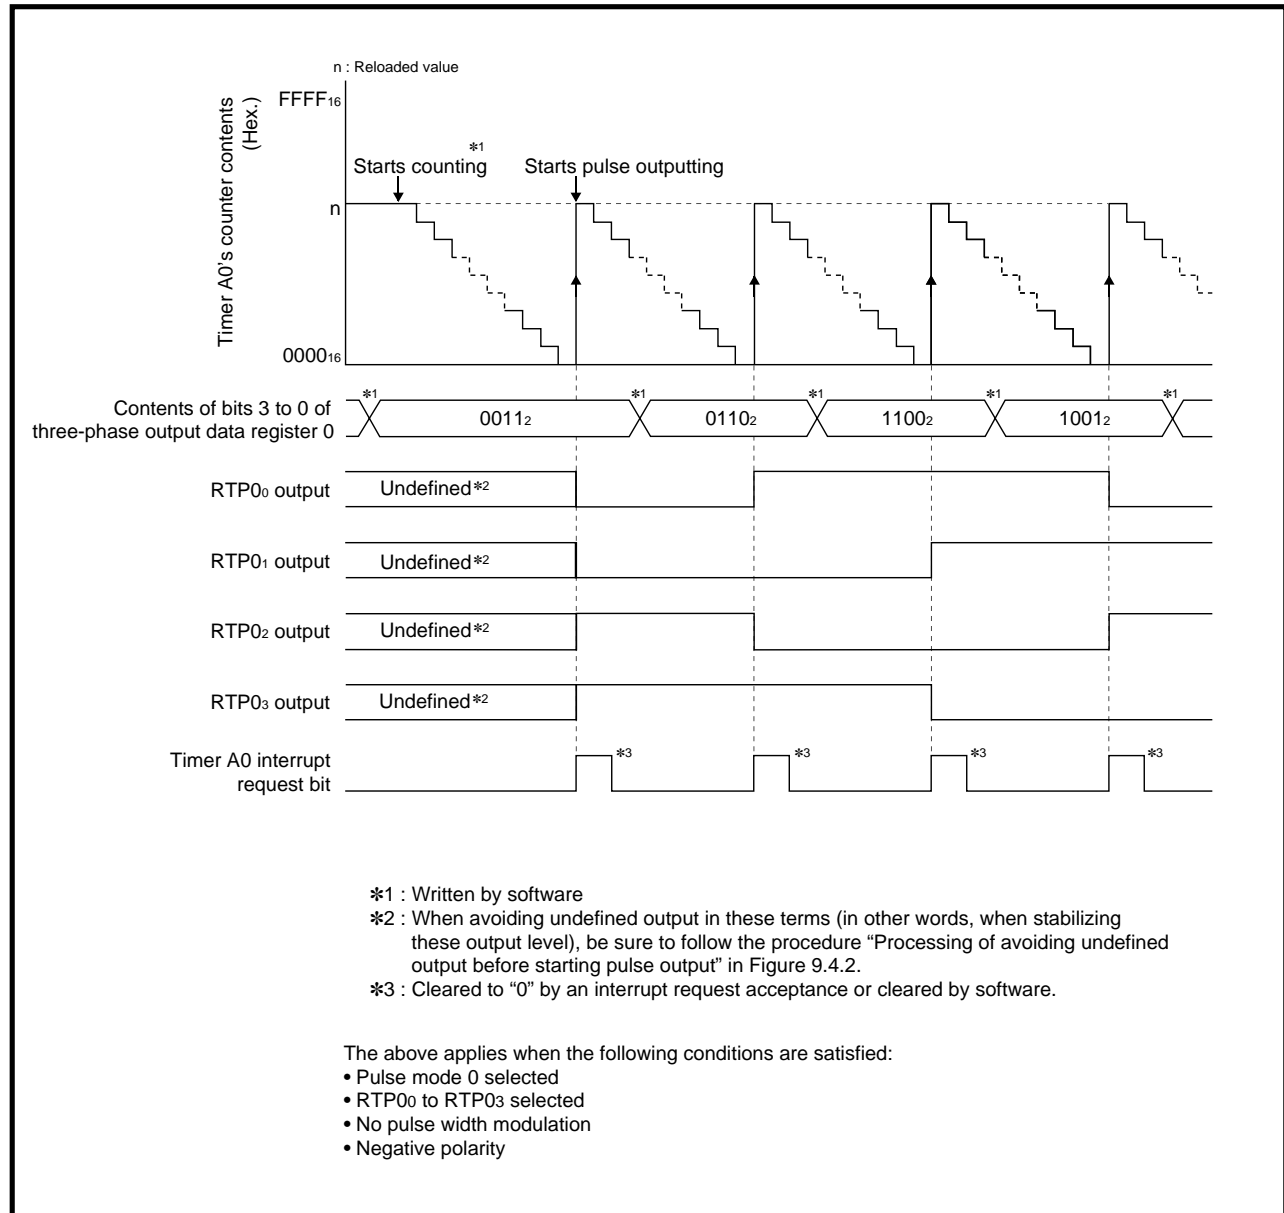 n : Reloaded value
FFFF16
Timer A0's counter contents
(Hex.)
✽1
Starts counting
Starts pulse outputting
n
000016
Contents of bits 3 to 0 of
three-phase output data register 0
✽1 00112 ✽1 01102 ✽1 11002 ✽1 10012 ✽1
RTP00 output Undefined✽2
RTP01 output Undefined✽2
RTP02 output Undefined✽2
RTP03 output Undefined✽2
Timer A0 interrupt
request bit
✽3 ✽3 ✽3 ✽3
✽1 : Written by software
✽2 : When avoiding undefined output in these terms (in other words, when stabilizing
these output level), be sure to follow the procedure “Processing of avoiding undefined
output before starting pulse output” in Figure 9.4.2.
✽3 : Cleared to “0” by an interrupt request acceptance or cleared by software.
The above applies when the following conditions are satisfied:
• Pulse mode 0 selected
• RTP00 to RTP03 selected
• No pulse width modulation
• Negative polarity